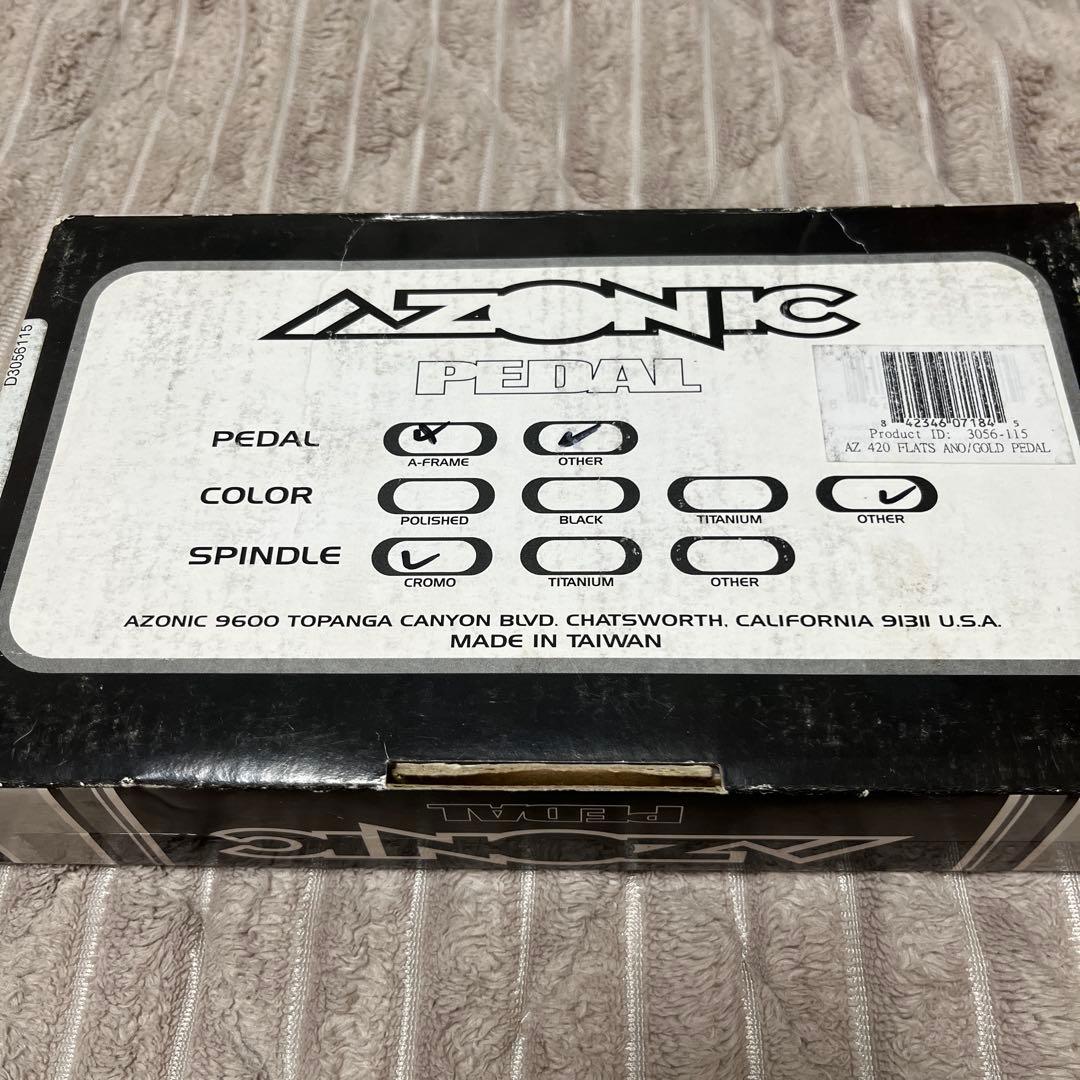 AZONIC
PEDAL
D3056115
8 42346 07184 5
Product ID: 3056-115
AZ 420 FLATS ANO/GOLD PEDAL
PEDAL
A-FRAME
OTHER
COLOR
POLISHED
BLACK
TITANIUM
OTHER
SPINDLE
CROMO
TITANIUM
OTHER
AZONIC 9600 TOPANGA CANYON BLVD. CHATSWORTH, CALIFORNIA 91311 U.S.A.
MADE IN TAIWAN
PEDAL
AZONIC